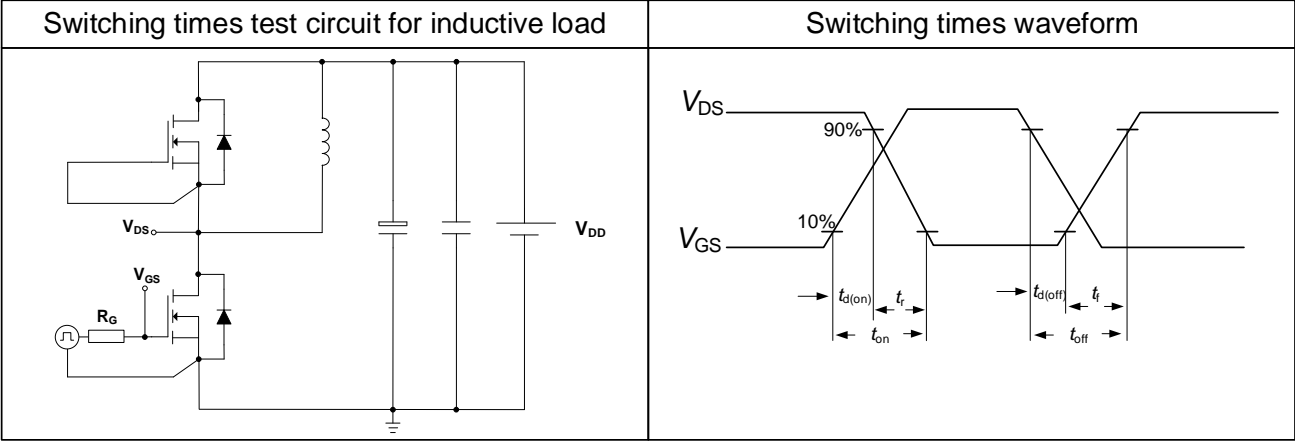 Switching times test circuit for inductive load
Switching times waveform
VDS
VGS
RG
VDD
VDS
90%
10%
VGS
td(on)
tr
ton
td(off)
tf
toff